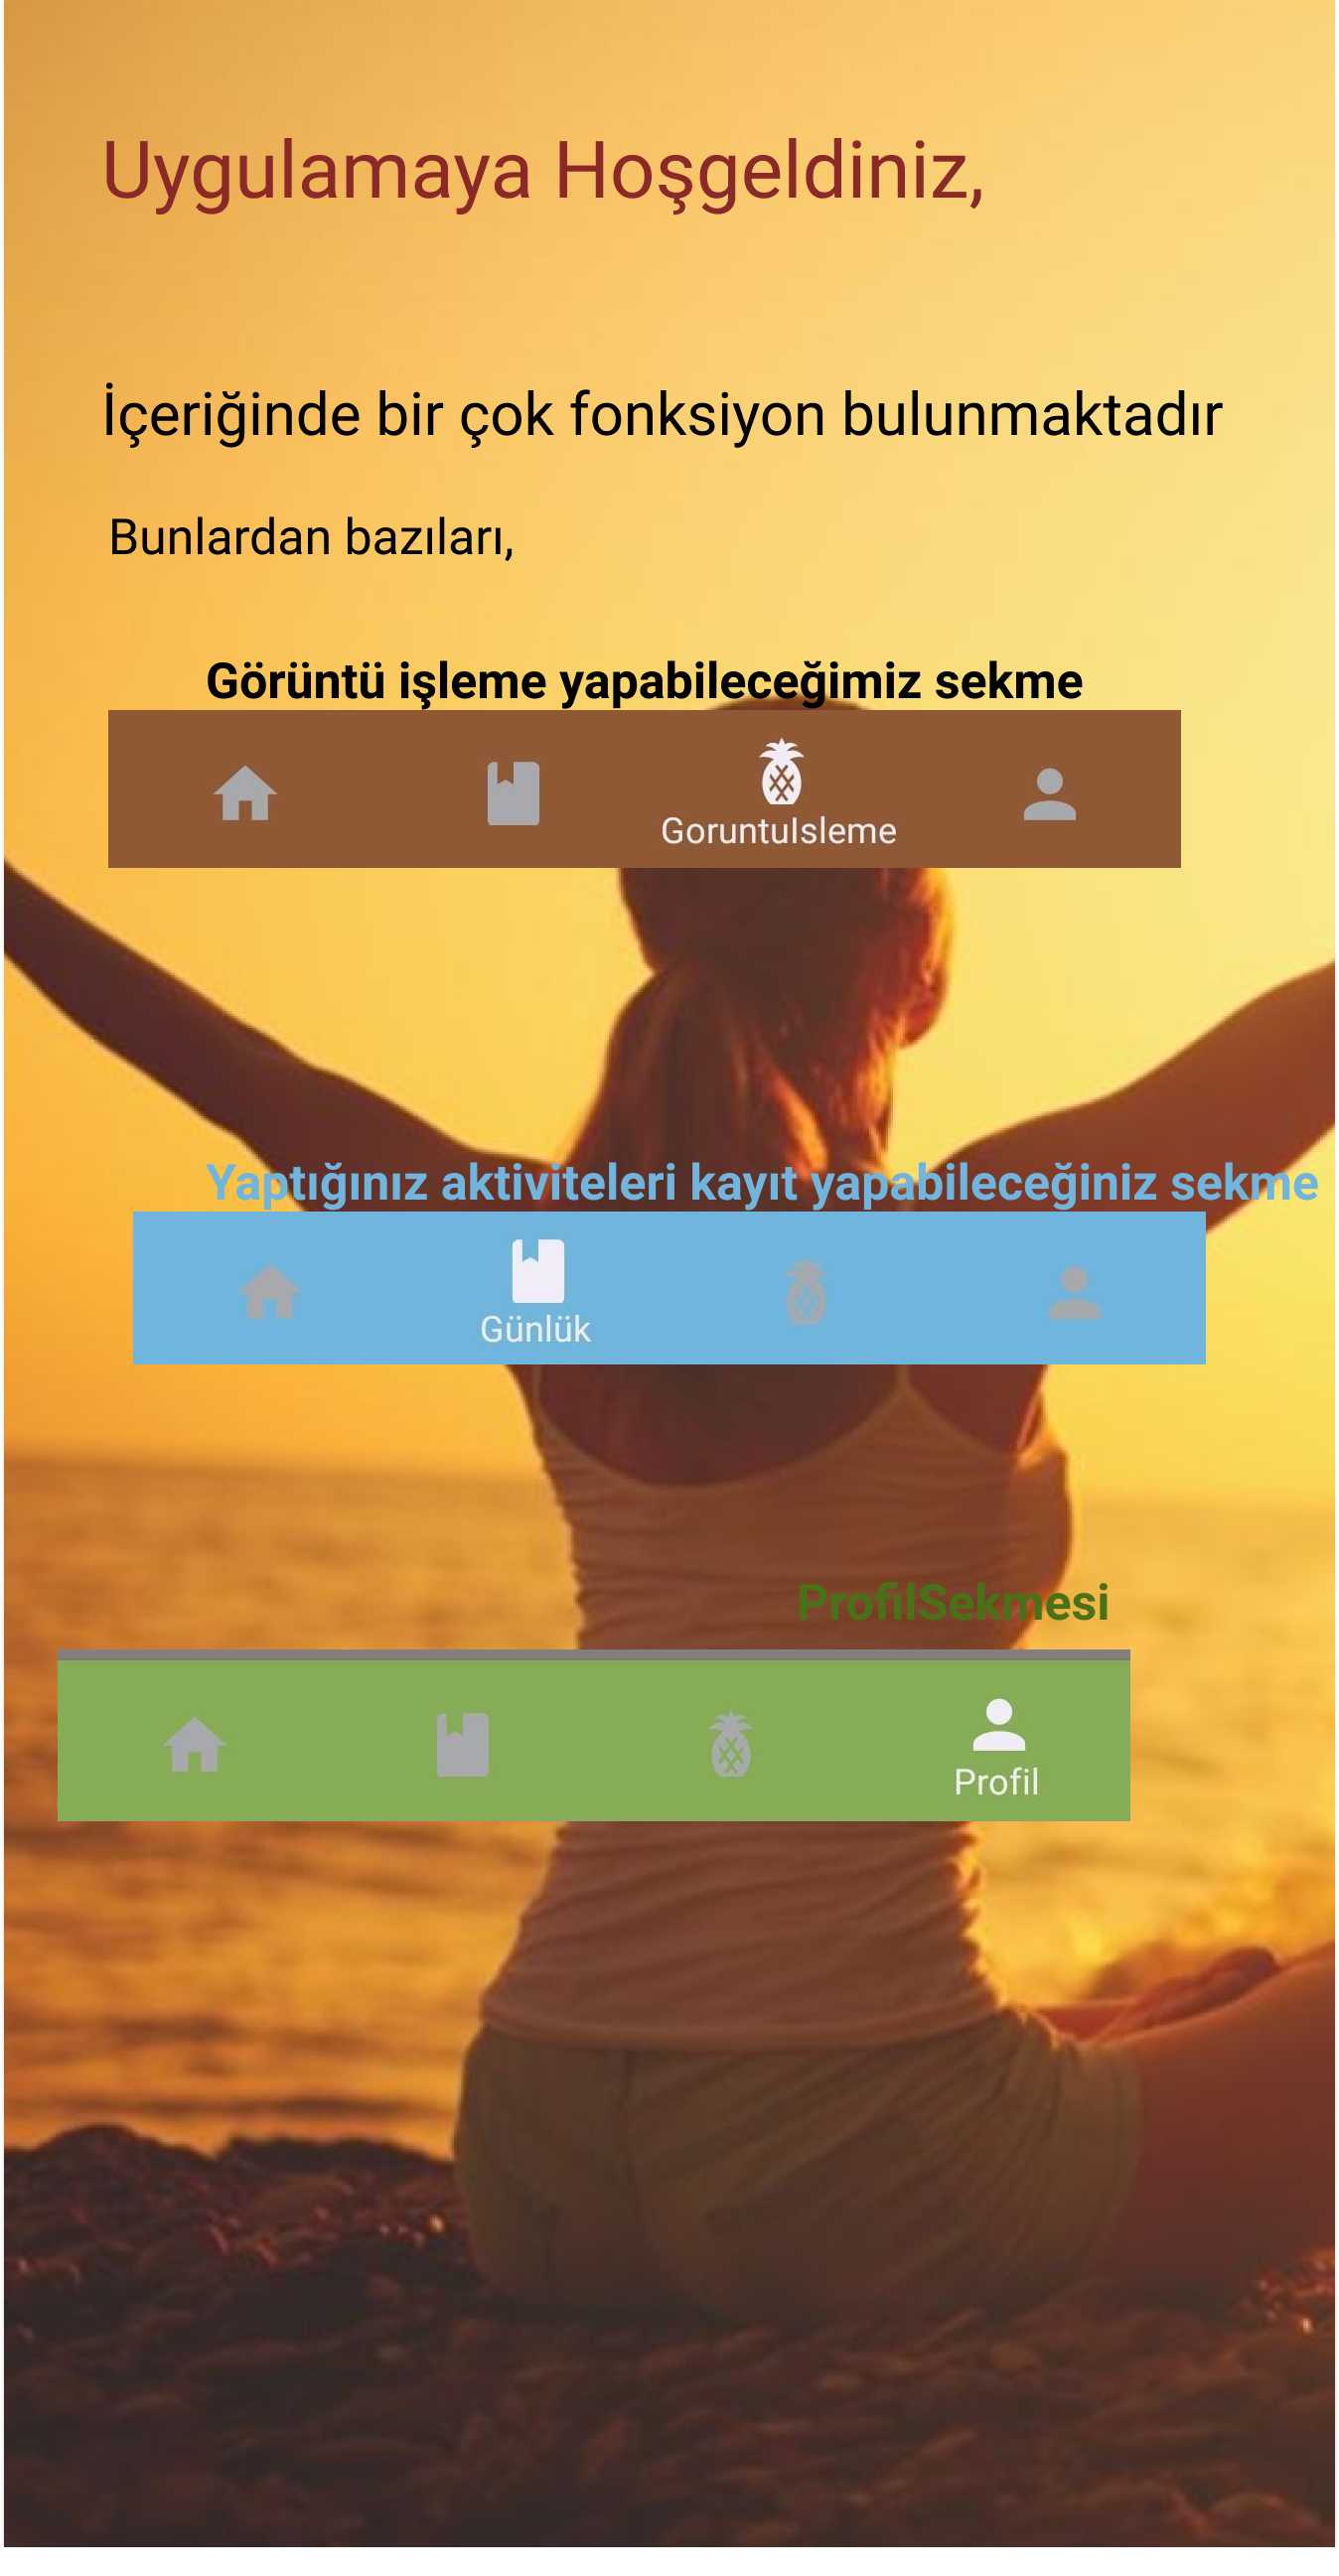 Uygulamaya Hoşgeldiniz,
İçeriğinde bir çok fonksiyon bulunmaktadır
Bunlardan bazıları,
Görüntü işleme yapabileceğimiz sekme
GoruntuIsleme
Yaptığınız aktiviteleri kayıt yapabileceğiniz sekme
Günlük
ProfilSekmesi
Profil